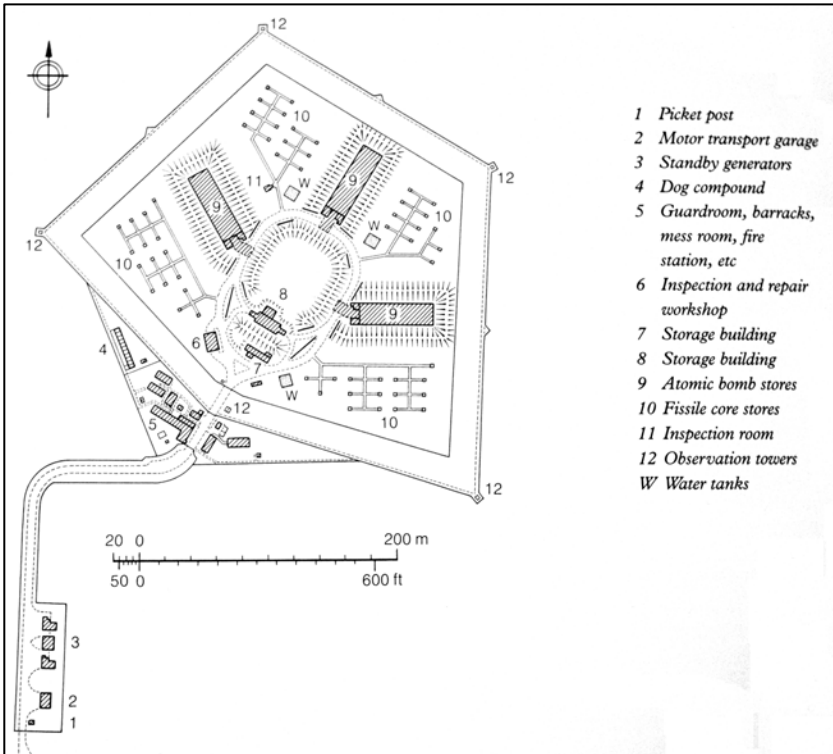 12
10
12
11
W
9
9
W
10
12
10
8
9
6
4
7
W
12
5
10
12
20 0 200 m
50 0 600 ft
3
2
1
1 Picket post
2 Motor transport garage
3 Standby generators
4 Dog compound
5 Guardroom, barracks,
mess room, fire
station, etc
6 Inspection and repair
workshop
7 Storage building
8 Storage building
9 Atomic bomb stores
10 Fissile core stores
11 Inspection room
12 Observation towers
W Water tanks